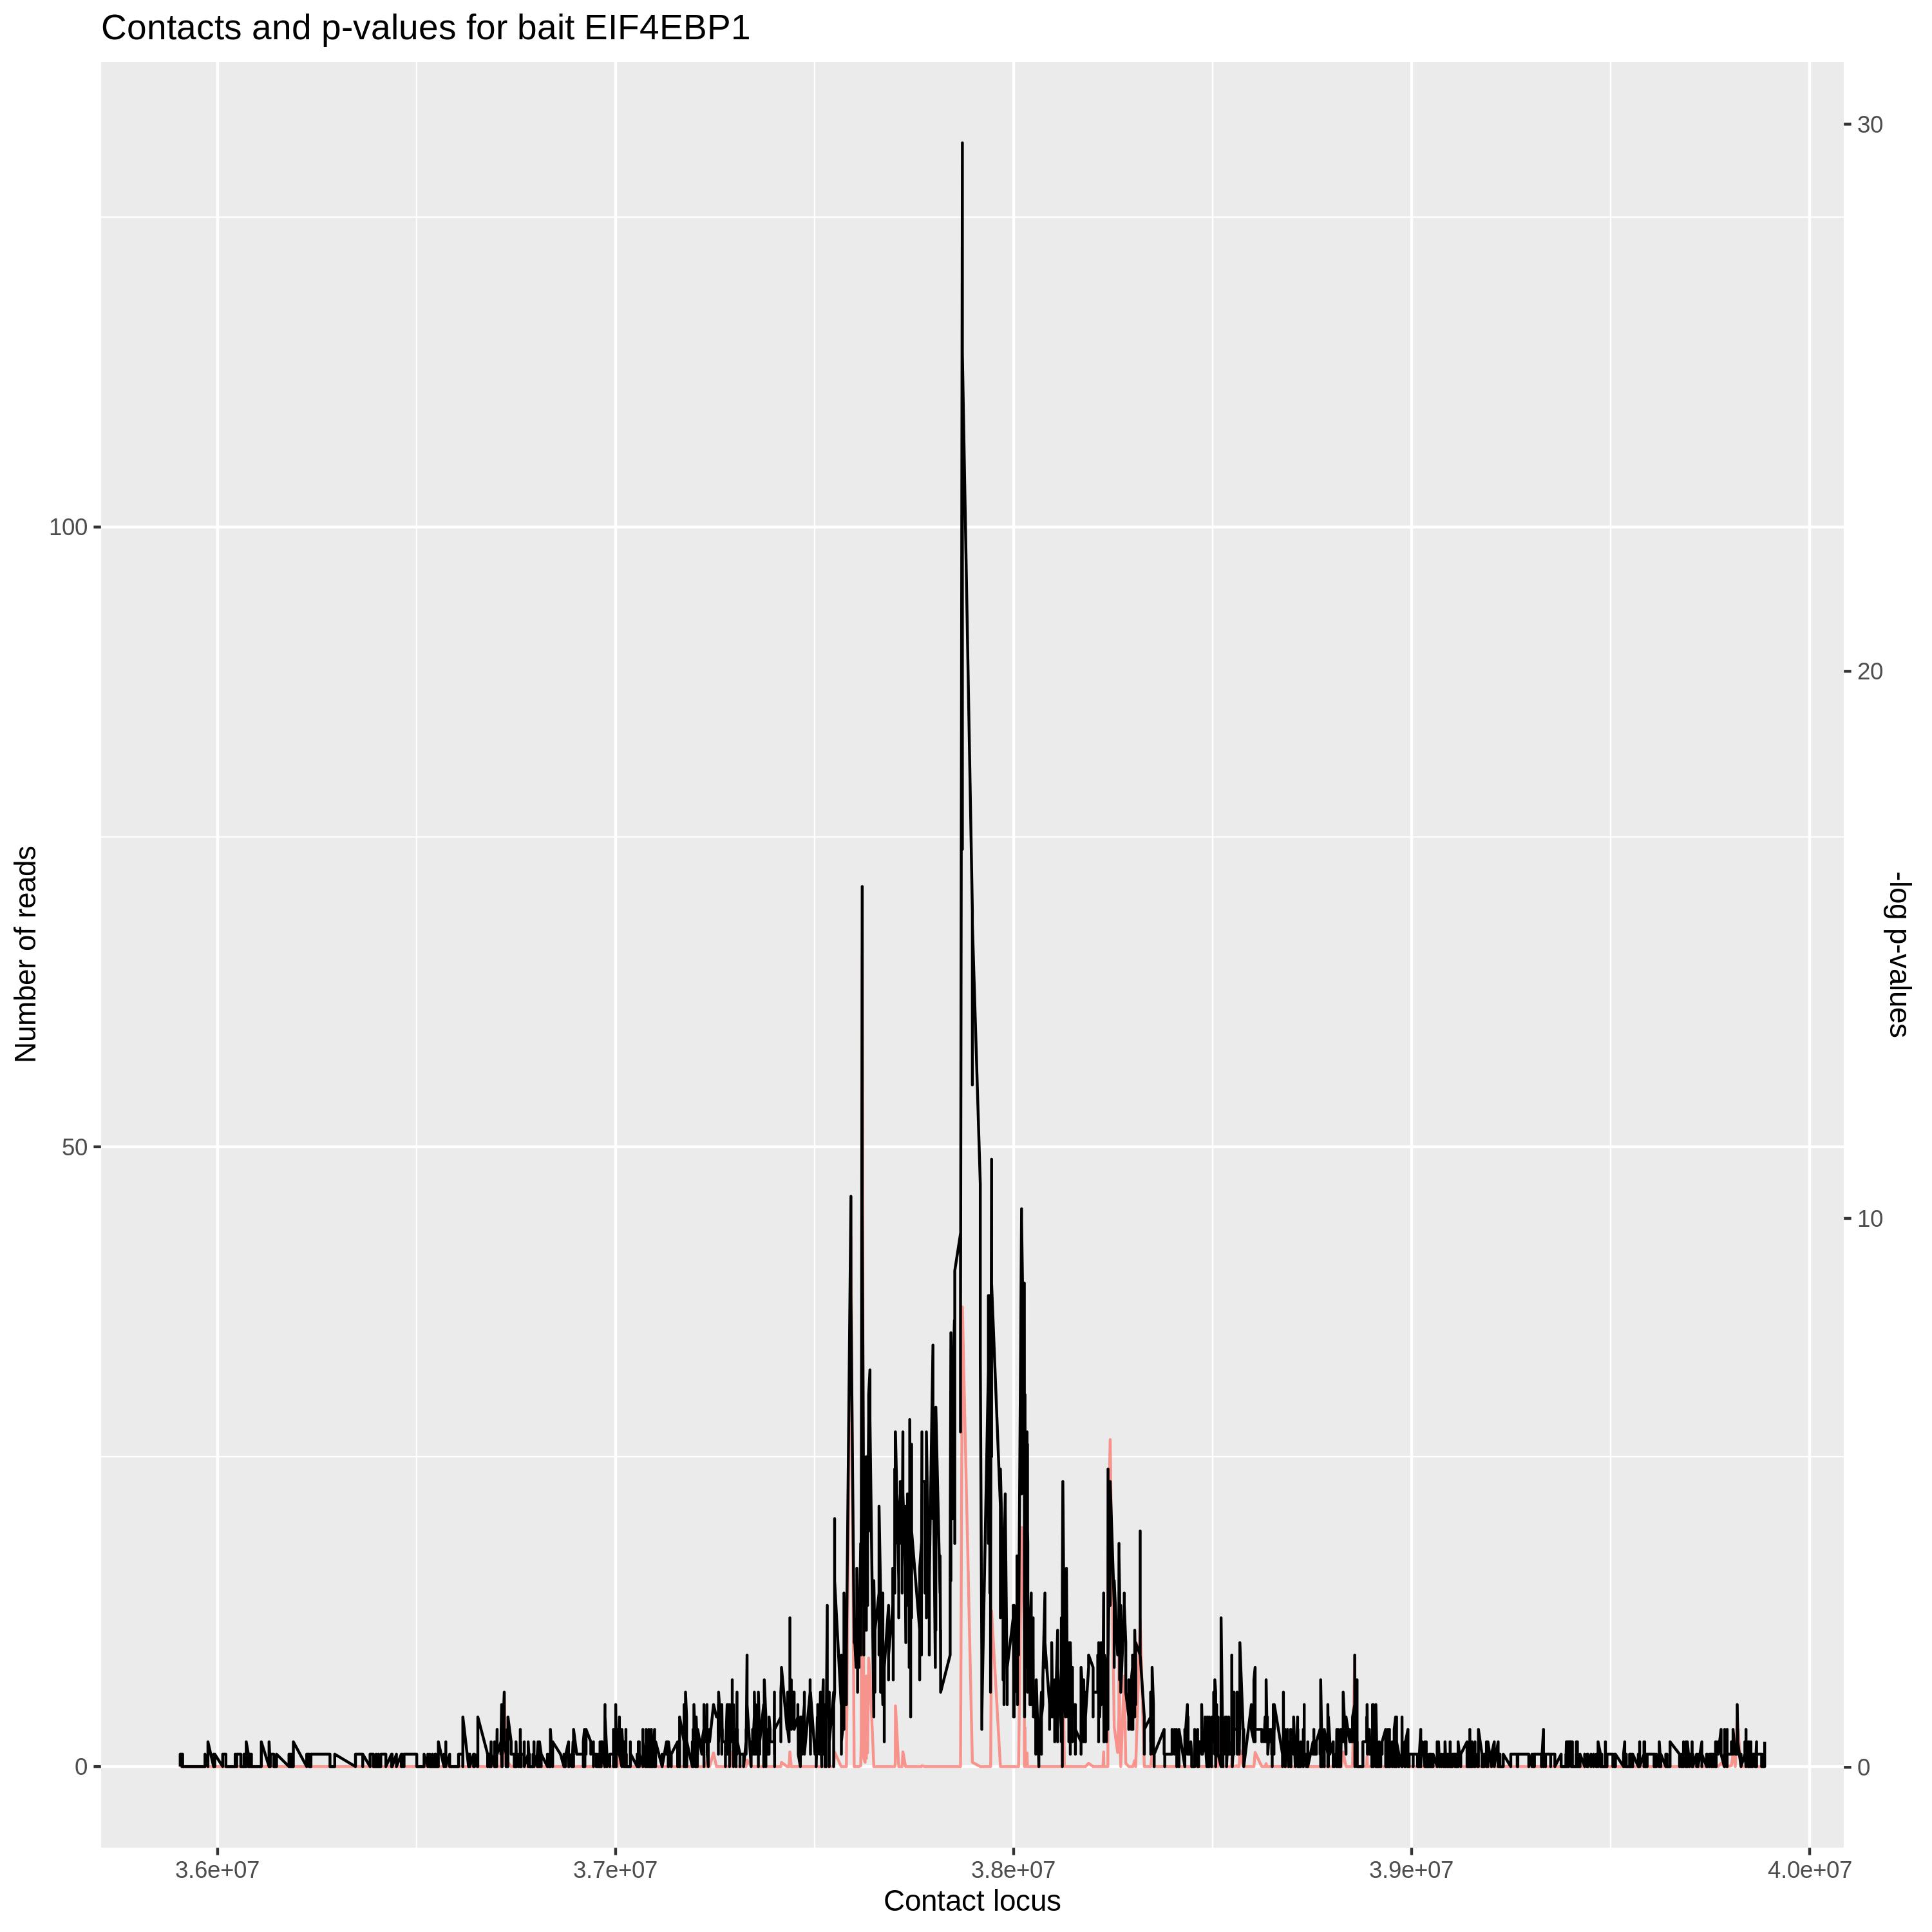 Contacts and p-values for bait EIF4EBP1
30
100
20
Number of reads
-log p-values
50
10
0
0
3.6e+07
3.7e+07
3.8e+07
3.9e+07
4.0e+07
Contact locus